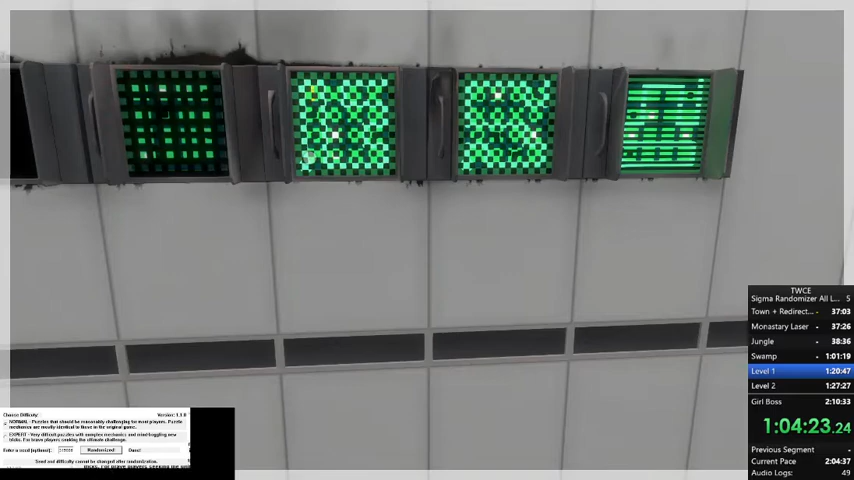 TWCE
Sigma Randomizer All L... 5
Town + Redirect... - 37:03
Monastary Laser - 37:26
Jungle - 38:36
Swamp - 1:01:19
Level 1 1:20:47
Level 2 1:27:27
Girl Boss 2:10:33
1:04:23.24
Previous Segment -
Current Pace 2:04:37
Audio Logs: 49
Choose Difficulty: Version:
NORMAL - Puzzles that should be reasonably challenging for most players. Puzzle
mechanics are mostly identical to those in the original game.
EXPERT - Very difficult puzzles with complex mechanics and mind-boggling new
tricks. For brave players seeking the ultimate challenge.
Enter a seed (optional): Randomized! Done!
Seed and difficulty cannot be changed after randomization.